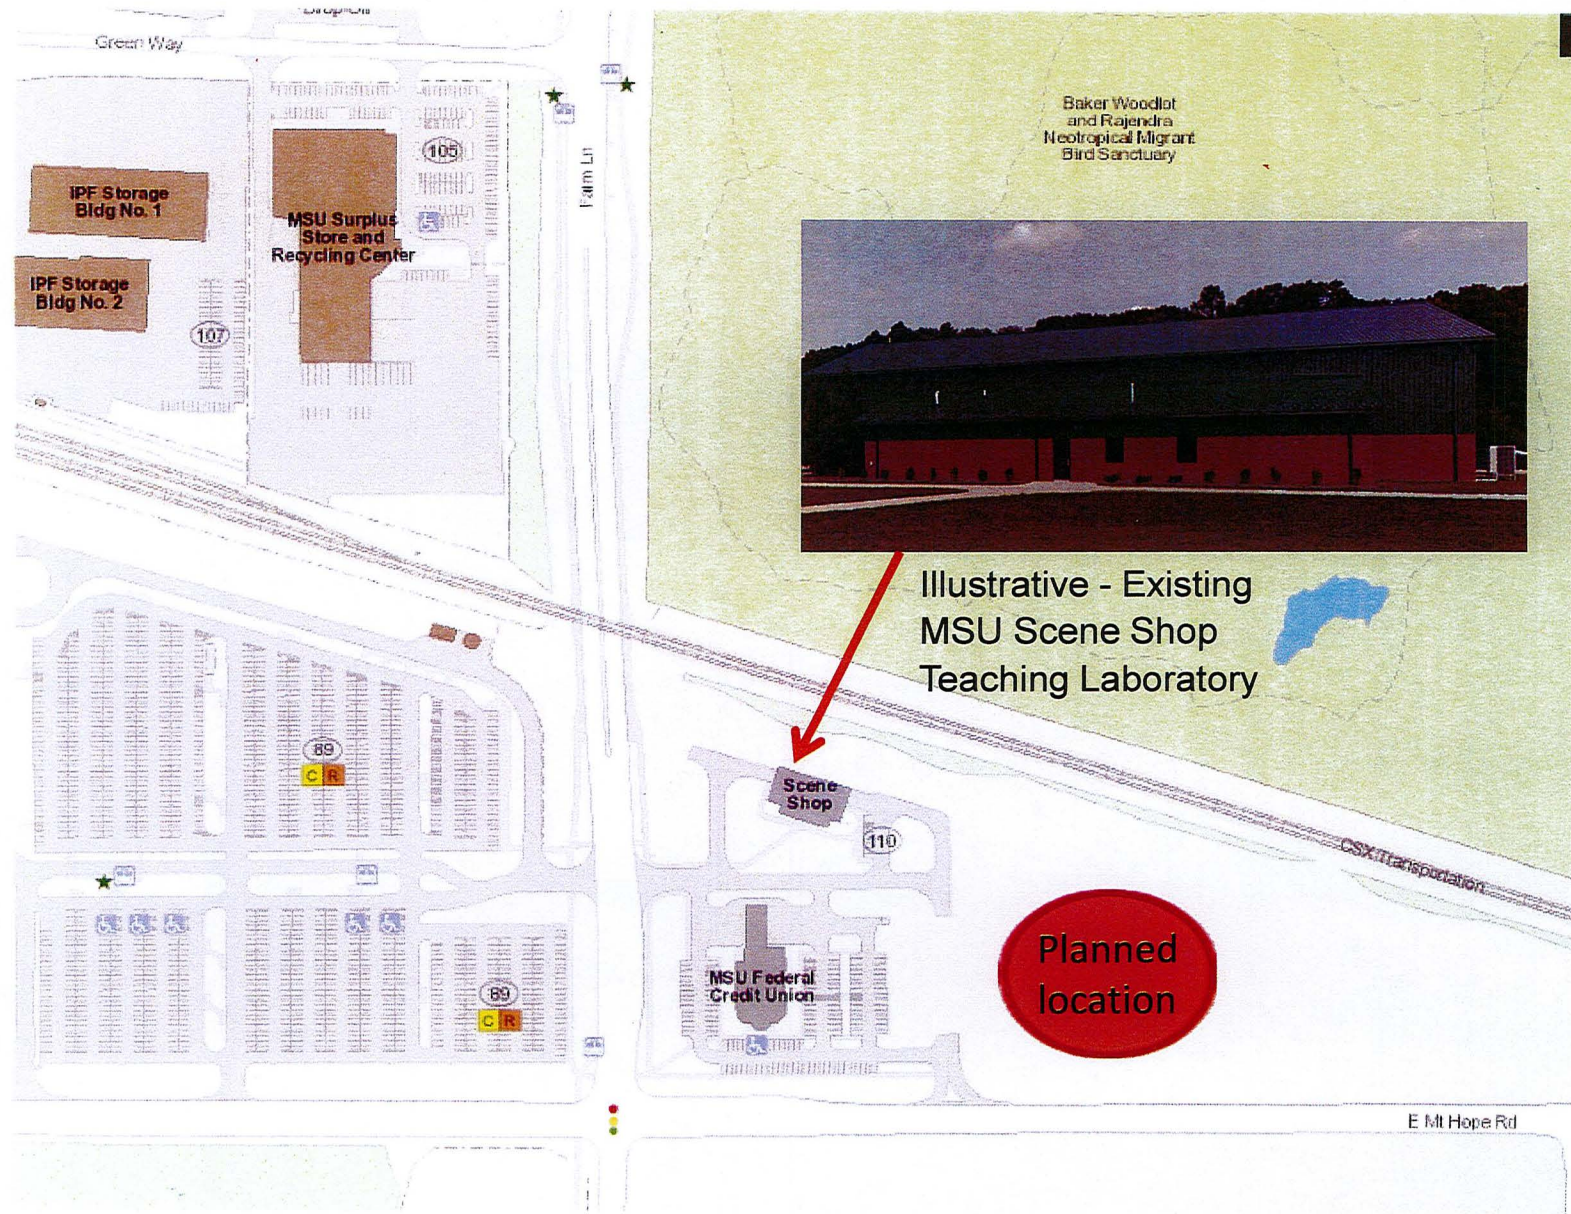 Drop-Off
Green Way
Farm Ln
105
IPF Storage
Bldg No. 1
MSU Surplus
Store and
Recycling Center
IPF Storage
Bldg No. 2
107
Baker Woodlot
and Rajendra
Neotropical Migrant
Bird Sanctuary
Illustrative - Existing
MSU Scene Shop
Teaching Laboratory
89
C R
Scene
Shop
110
CSX Transportation
Planned
location
MSU Federal
Credit Union
89
C R
E Mt Hope Rd